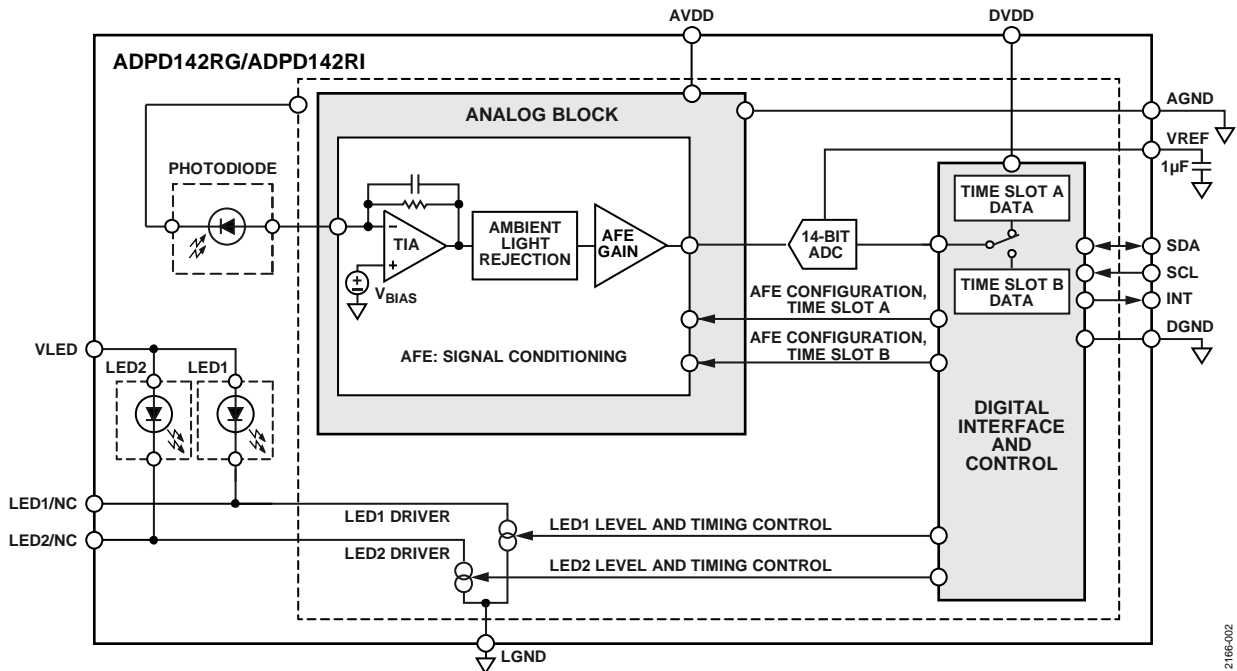 AVDD
DVDD
ADPD142RG/ADPD142RI
ANALOG BLOCK
AGND
VREF
1µF
PHOTODIODE
TIME SLOT A
DATA
TIA
AMBIENT
LIGHT
REJECTION
AFE
GAIN
14-BIT
ADC
SDA
SCL
INT
VBIAS
TIME SLOT B
DATA
AFE CONFIGURATION,
TIME SLOT A
DGND
AFE: SIGNAL CONDITIONING
AFE CONFIGURATION,
TIME SLOT B
VLED
LED2
LED1
DIGITAL
INTERFACE
AND
CONTROL
LED1/NC
LED1 DRIVER
LED1 LEVEL AND TIMING CONTROL
LED2/NC
LED2 DRIVER
LED2 LEVEL AND TIMING CONTROL
LGND
2166-002